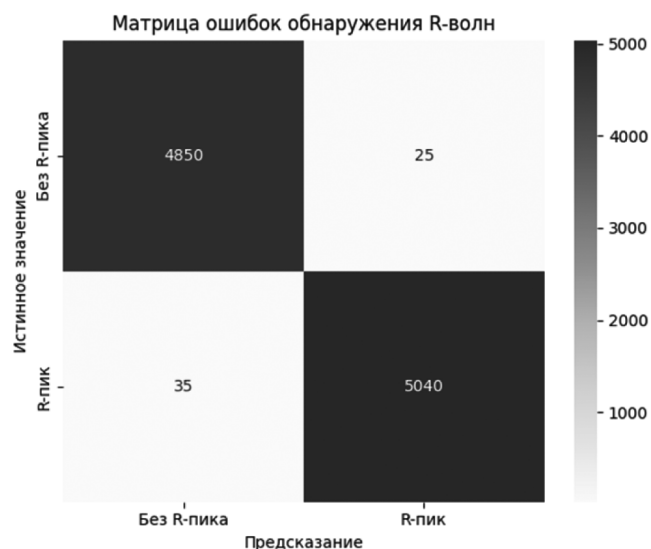 Матрица ошибок обнаружения R-волн
Истинное значение
Без R-пика
R-пик
4850
25
35
5040
Без R-пика
R-пик
Предсказание
5000
4000
3000
2000
1000